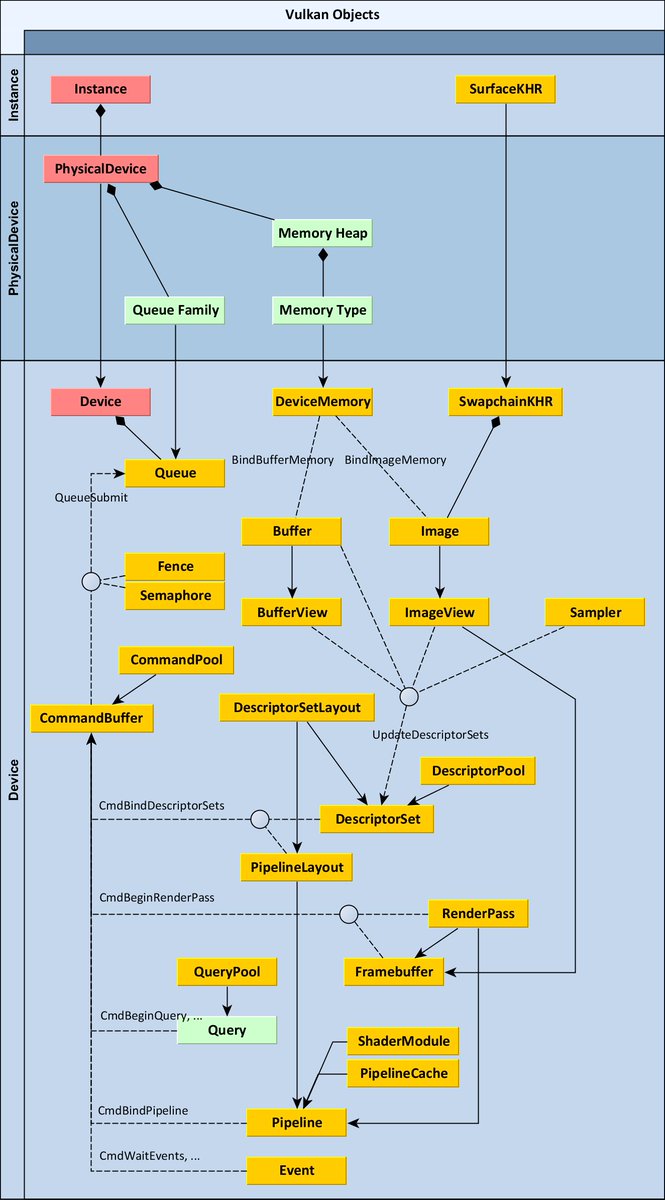 Vulkan Objects
Instance
Instance
SurfaceKHR
PhysicalDevice
PhysicalDevice
Memory Heap
Queue Family
Memory Type
Device
Device
DeviceMemory
SwapchainKHR
BindBufferMemory
BindImageMemory
Queue
QueueSubmit
Buffer
Image
Fence
Semaphore
BufferView
ImageView
Sampler
CommandPool
DescriptorSetLayout
CommandBuffer
UpdateDescriptorSets
DescriptorPool
CmdBindDescriptorSets
DescriptorSet
PipelineLayout
CmdBeginRenderPass
RenderPass
QueryPool
Framebuffer
CmdBeginQuery, ...
Query
ShaderModule
PipelineCache
CmdBindPipeline
Pipeline
CmdWaitEvents, ...
Event